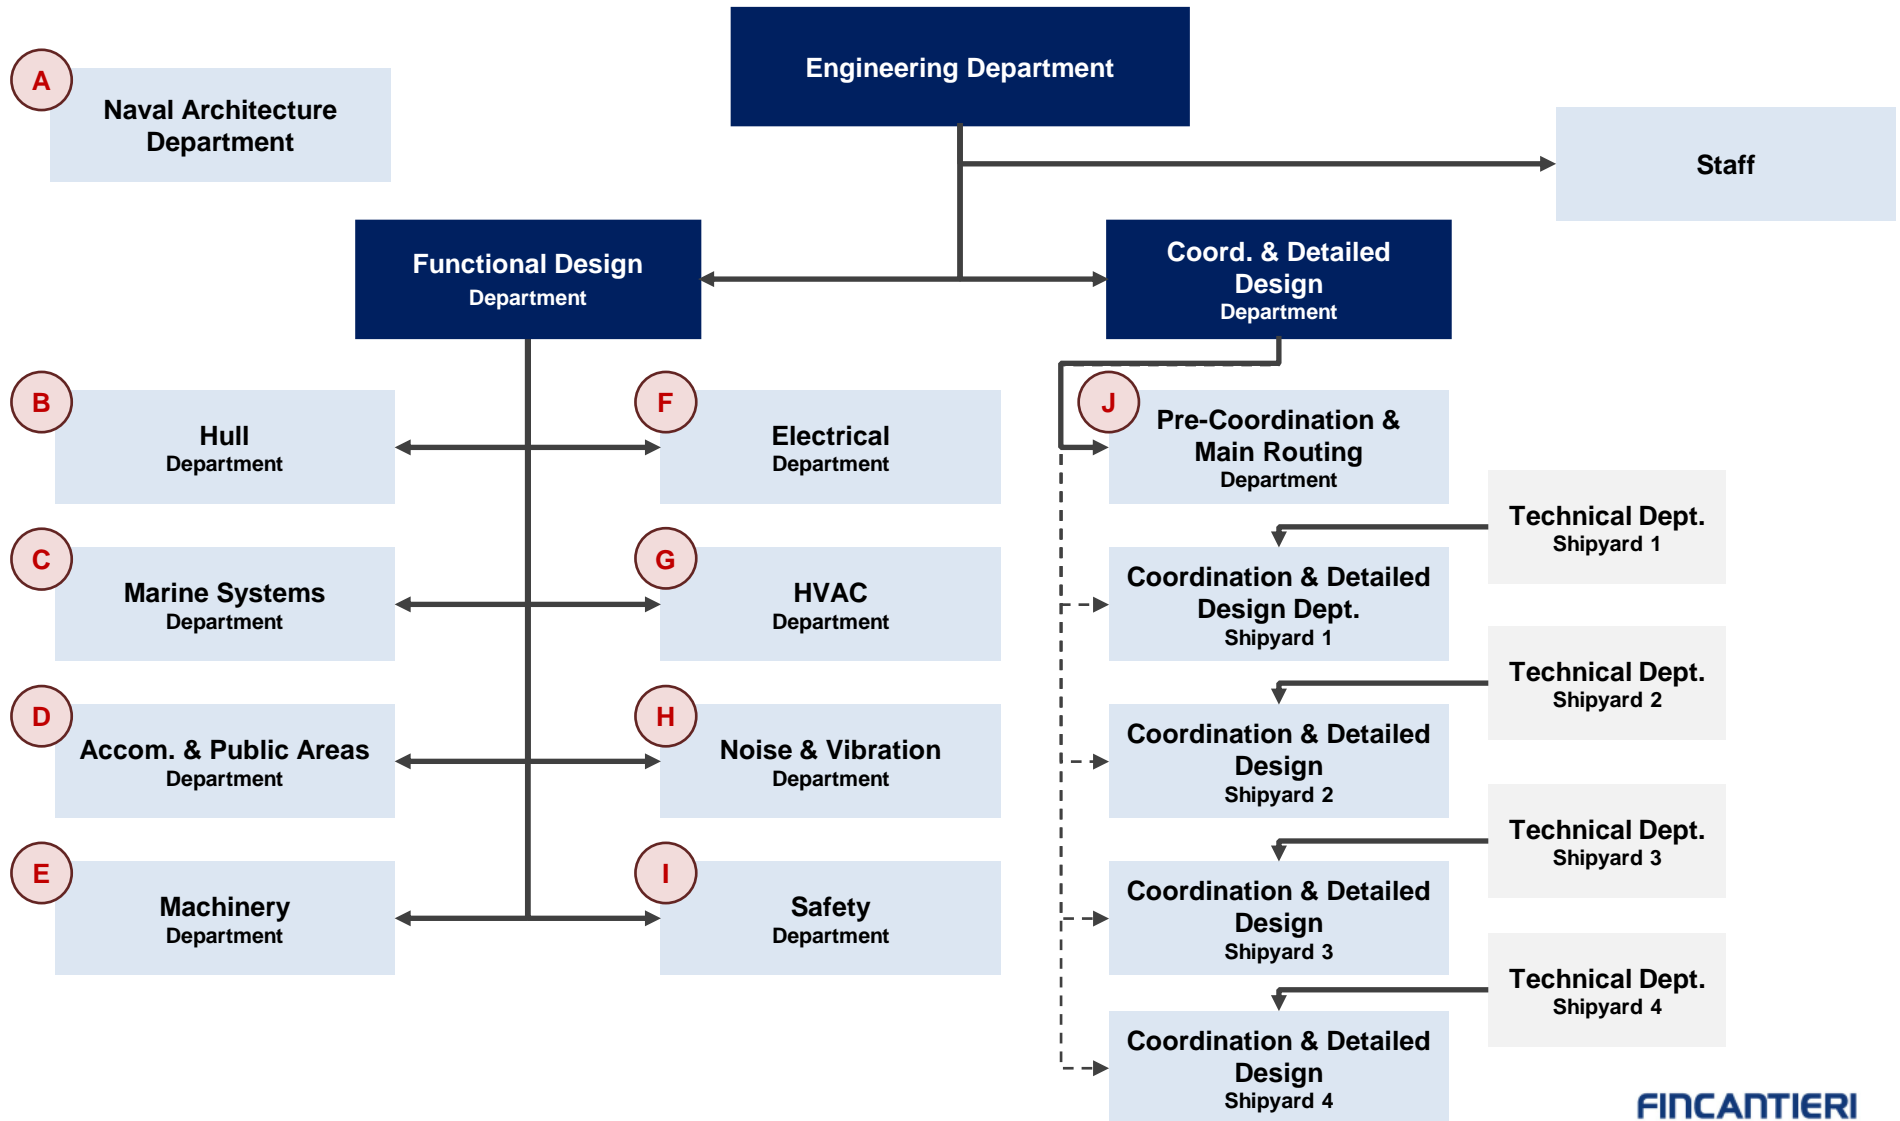 Engineering Department
A
Naval Architecture
Department
Staff
Functional Design
Department
Coord. & Detailed
Design
Department
B
Hull
Department
F
Electrical
Department
J
Pre-Coordination &
Main Routing
Department
Technical Dept.
Shipyard 1
C
Marine Systems
Department
G
HVAC
Department
Coordination & Detailed
Design Dept.
Shipyard 1
Technical Dept.
Shipyard 2
D
Accom. & Public Areas
Department
H
Noise & Vibration
Department
Coordination & Detailed
Design
Shipyard 2
Technical Dept.
Shipyard 3
E
Machinery
Department
I
Safety
Department
Coordination & Detailed
Design
Shipyard 3
Technical Dept.
Shipyard 4
Coordination & Detailed
Design
Shipyard 4
FINCANTIERI